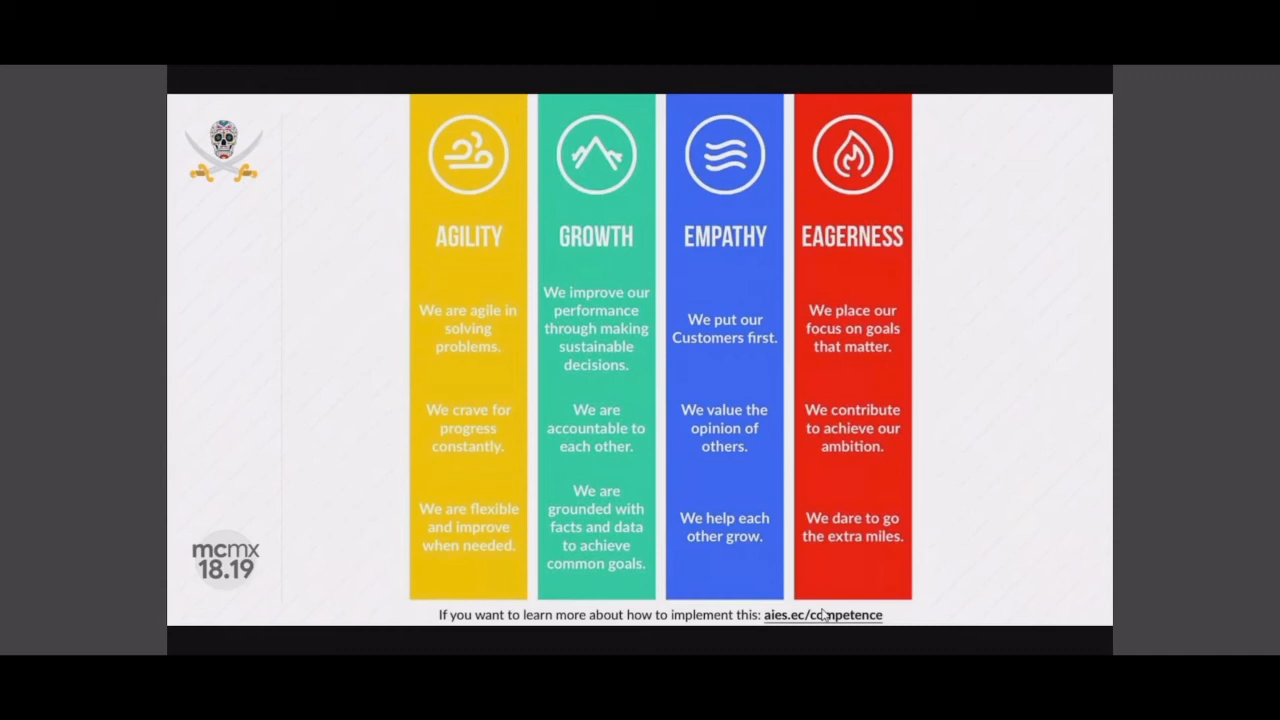 AGILITY
We are agile in
solving
problems.
We crave for
progress
constantly.
We are flexible
and improve
when needed.
GROWTH
We improve our
performance
through making
sustainable
decisions.
We are
accountable to
each other.
We are
grounded with
facts and data
to achieve
common goals.
EMPATHY
We put our
Customers first.
We value the
opinion of
others.
We help each
other grow.
EAGERNESS
We place our
focus on goals
that matter.
We contribute
to achieve our
ambition.
We dare to go
the extra miles.
mcmx
18.19
If you want to learn more about how to implement this: aies.ec/competence